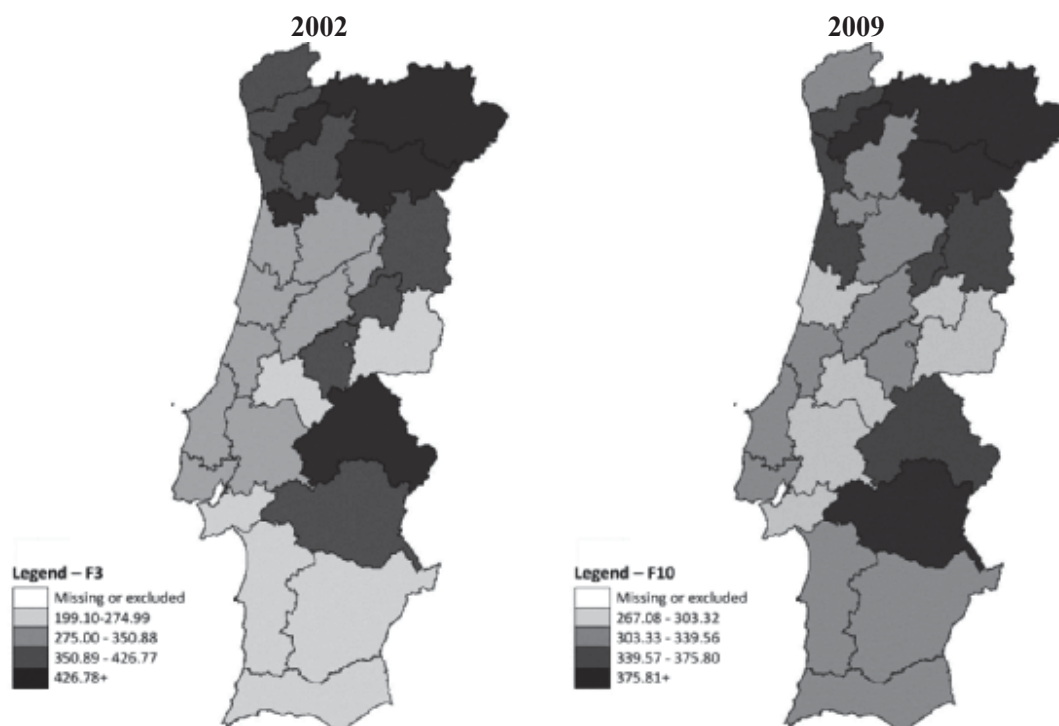 2002
2009
Legend – F3
Missing or excluded
199.10-274.99
275.00 - 350.88
350.89 - 426.77
426.78+
Legend – F10
Missing or excluded
267.08 - 303.32
303.33 - 339.56
339.57 - 375.80
375.81+